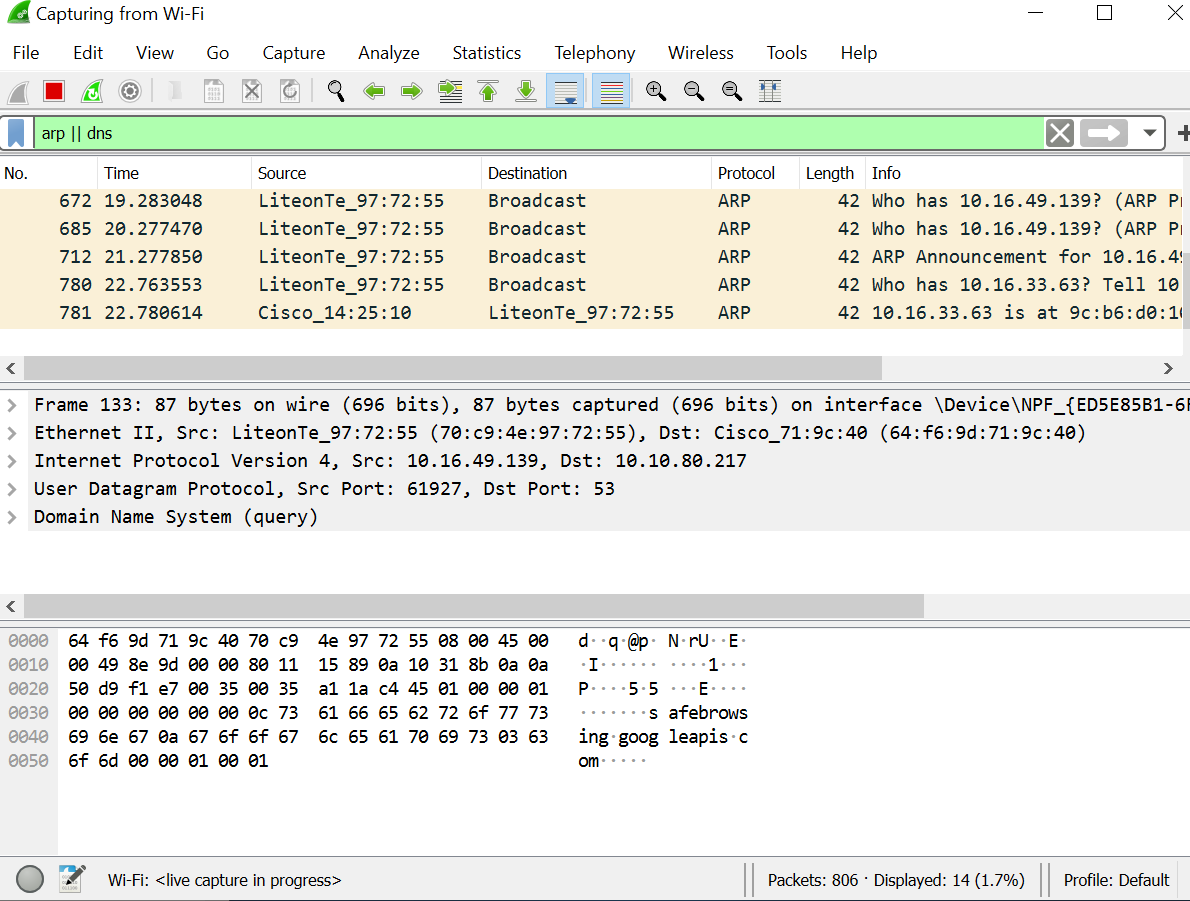 Capturing from Wi-Fi
File Edit View Go Capture Analyze Statistics Telephony Wireless Tools Help
arp || dns
No. Time Source Destination Protocol Length Info
672 19.283048 LiteonTe_97:72:55 Broadcast ARP 42 Who has 10.16.49.139? (ARP Pr
685 20.277470 LiteonTe_97:72:55 Broadcast ARP 42 Who has 10.16.49.139? (ARP Pr
712 21.277850 LiteonTe_97:72:55 Broadcast ARP 42 ARP Announcement for 10.16.49
780 22.763553 LiteonTe_97:72:55 Broadcast ARP 42 Who has 10.16.33.63? Tell 10
781 22.780614 Cisco_14:25:10 LiteonTe_97:72:55 ARP 42 10.16.33.63 is at 9c:b6:d0:10
Frame 133: 87 bytes on wire (696 bits), 87 bytes captured (696 bits) on interface \Device\NPF_{ED5E85B1-6F
Ethernet II, Src: LiteonTe_97:72:55 (70:c9:4e:97:72:55), Dst: Cisco_71:9c:40 (64:f6:9d:71:9c:40)
Internet Protocol Version 4, Src: 10.16.49.139, Dst: 10.10.80.217
User Datagram Protocol, Src Port: 61927, Dst Port: 53
Domain Name System (query)
0000 64 f6 9d 71 9c 40 70 c9 4e 97 72 55 08 00 45 00 d··q·@p· N·rU··E·
0010 00 49 8e 9d 00 00 80 11 15 89 0a 10 31 8b 0a 0a ·I······ ····1···
0020 50 d9 f1 e7 00 35 00 35 a1 1a c4 45 01 00 00 01 P····5·5 ···E····
0030 00 00 00 00 00 00 0c 73 61 66 65 62 72 6f 77 73 ·······s afebrows
0040 69 6e 67 0a 67 6f 6f 67 6c 65 61 70 69 73 03 63 ing·goog leapis·c
0050 6f 6d 00 00 01 00 01 om·····
Wi-Fi: <live capture in progress> Packets: 806 · Displayed: 14 (1.7%) Profile: Default